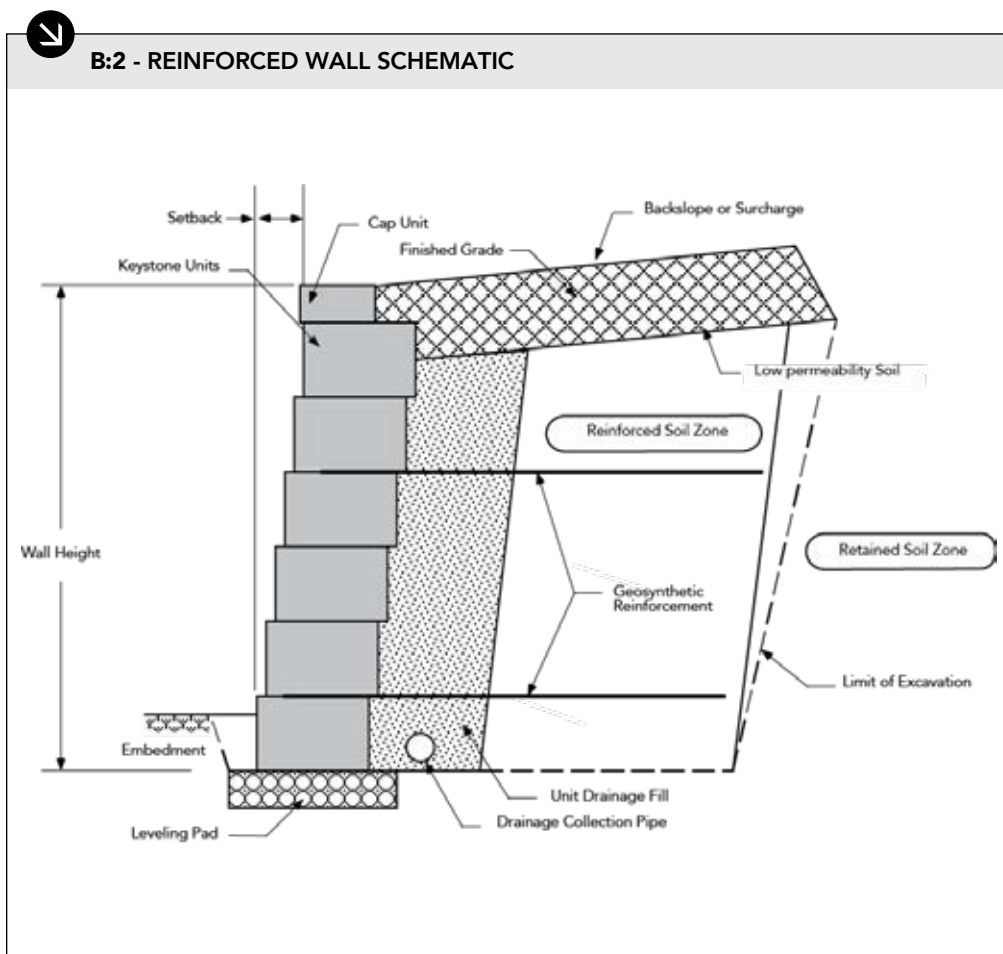 B:2 - REINFORCED WALL SCHEMATIC
Backslope or Surcharge
Setback
Cap Unit
Finished Grade
Keystone Units
Low permeability Soil
Reinforced Soil Zone
Wall Height
Retained Soil Zone
Geosynthetic
Reinforcement
Limit of Excavation
Embedment
Unit Drainage Fill
Drainage Collection Pipe
Leveling Pad